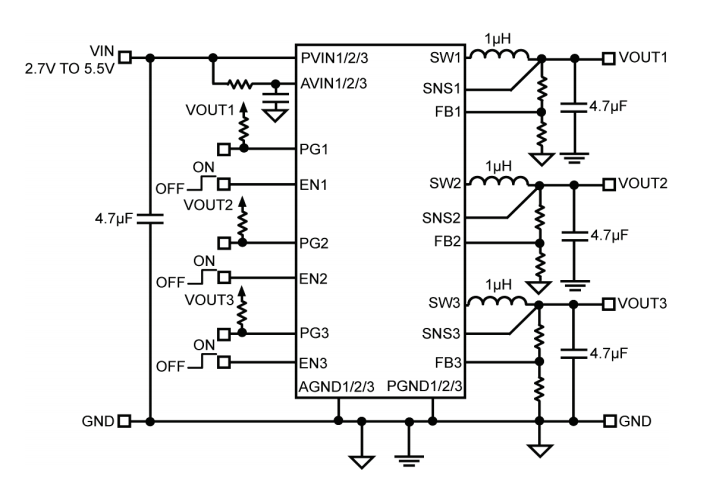 VIN
2.7V TO 5.5V
PVIN1/2/3
AVIN1/2/3
VOUT1
PG1
ON
OFF
EN1
VOUT2
4.7µF
PG2
ON
OFF
EN2
VOUT3
PG3
ON
OFF
EN3
AGND1/2/3
PGND1/2/3
GND
SW1
1µH
VOUT1
SNS1
FB1
4.7µF
SW2
1µH
VOUT2
SNS2
FB2
4.7µF
SW3
1µH
VOUT3
SNS3
FB3
4.7µF
GND